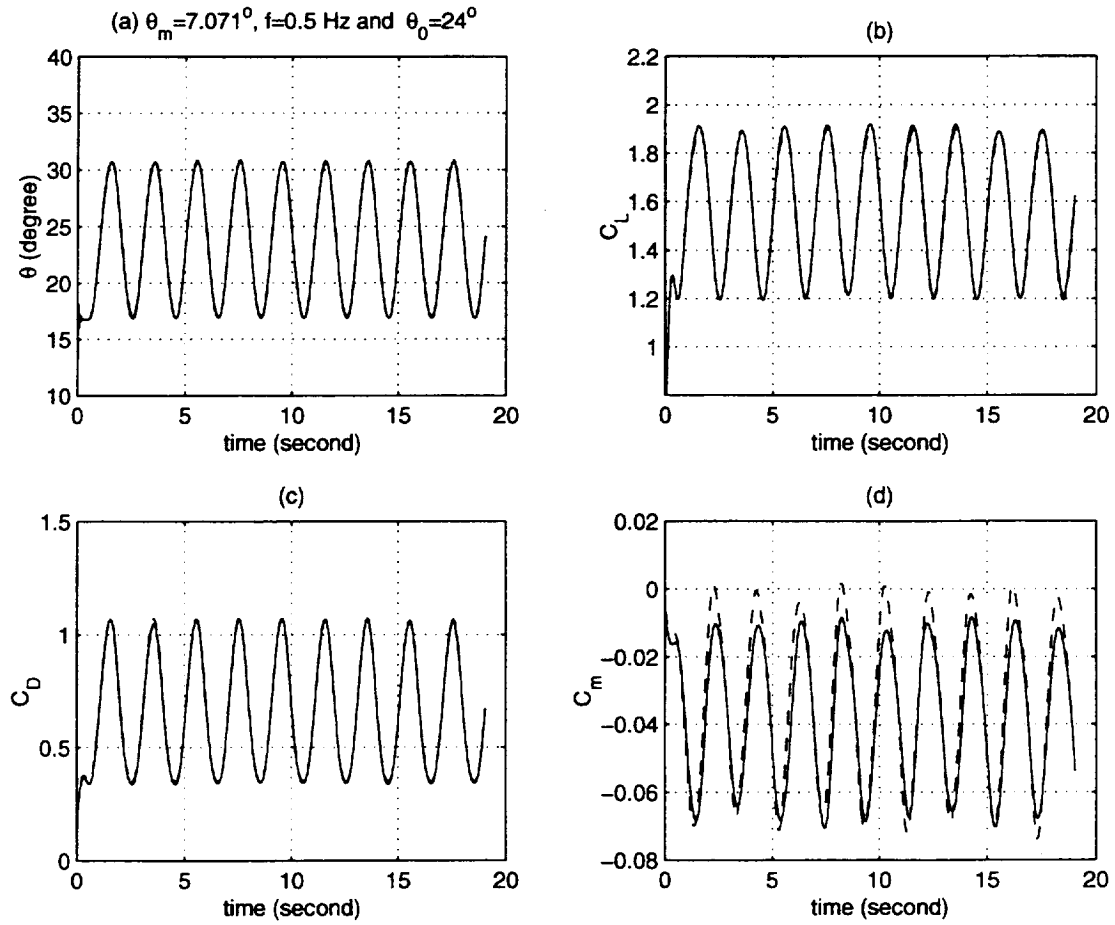 (a) θm=7.071o, f=0.5 Hz and θ0=24o
40
35
30
25
20
15
10
θ (degree)
0 5 10 15 20
time (second)
(b)
2.2
2
1.8
1.6
1.4
1.2
1
CL
0 5 10 15 20
time (second)
(c)
1.5
1
0.5
0
CD
0 5 10 15 20
time (second)
(d)
0.02
0
−0.02
−0.04
−0.06
−0.08
Cm
0 5 10 15 20
time (second)